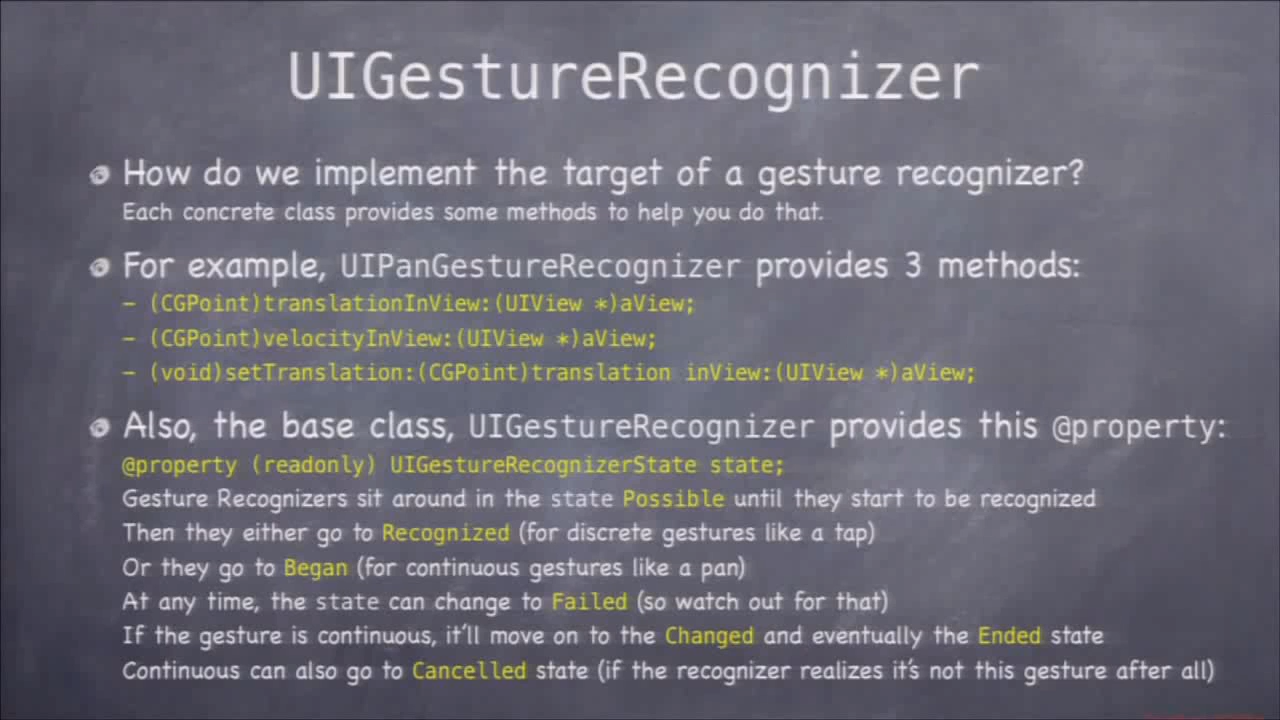 UIGestureRecognizer
How do we implement the target of a gesture recognizer?
Each concrete class provides some methods to help you do that.
For example, UIPanGestureRecognizer provides 3 methods:
- (CGPoint)translationInView:(UIView *)aView;
- (CGPoint)velocityInView:(UIView *)aView;
- (void)setTranslation:(CGPoint)translation inView:(UIView *)aView;
Also, the base class, UIGestureRecognizer provides this @property:
@property (readonly) UIGestureRecognizerState state;
Gesture Recognizers sit around in the state Possible until they start to be recognized
Then they either go to Recognized (for discrete gestures like a tap)
Or they go to Began (for continuous gestures like a pan)
At any time, the state can change to Failed (so watch out for that)
If the gesture is continuous, it'll move on to the Changed and eventually the Ended state
Continuous can also go to Cancelled state (if the recognizer realizes it's not this gesture after all)